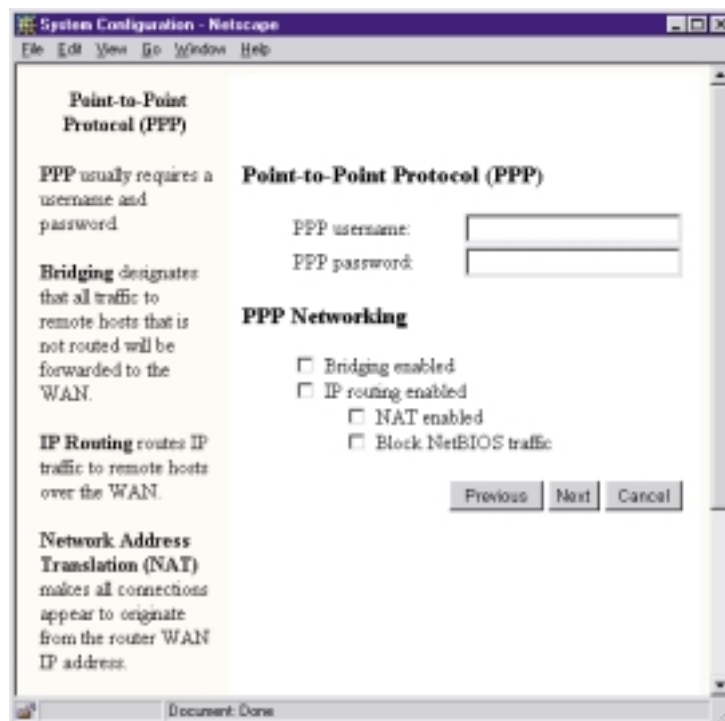 System Configuration - Netscape
File Edit View Go Window Help
Point-to-Point
Protocol (PPP)
PPP usually requires a
username and
password.
Bridging designates
that all traffic to
remote hosts that is
not routed will be
forwarded to the
WAN.
IP Routing routes IP
traffic to remote hosts
over the WAN.
Network Address
Translation (NAT)
makes all connections
appear to originate
from the router WAN
IP address.
Point-to-Point Protocol (PPP)
PPP username:
PPP password:
PPP Networking
Bridging enabled
IP routing enabled
NAT enabled
Block NetBIOS traffic
Previous Next Cancel
Document: Done